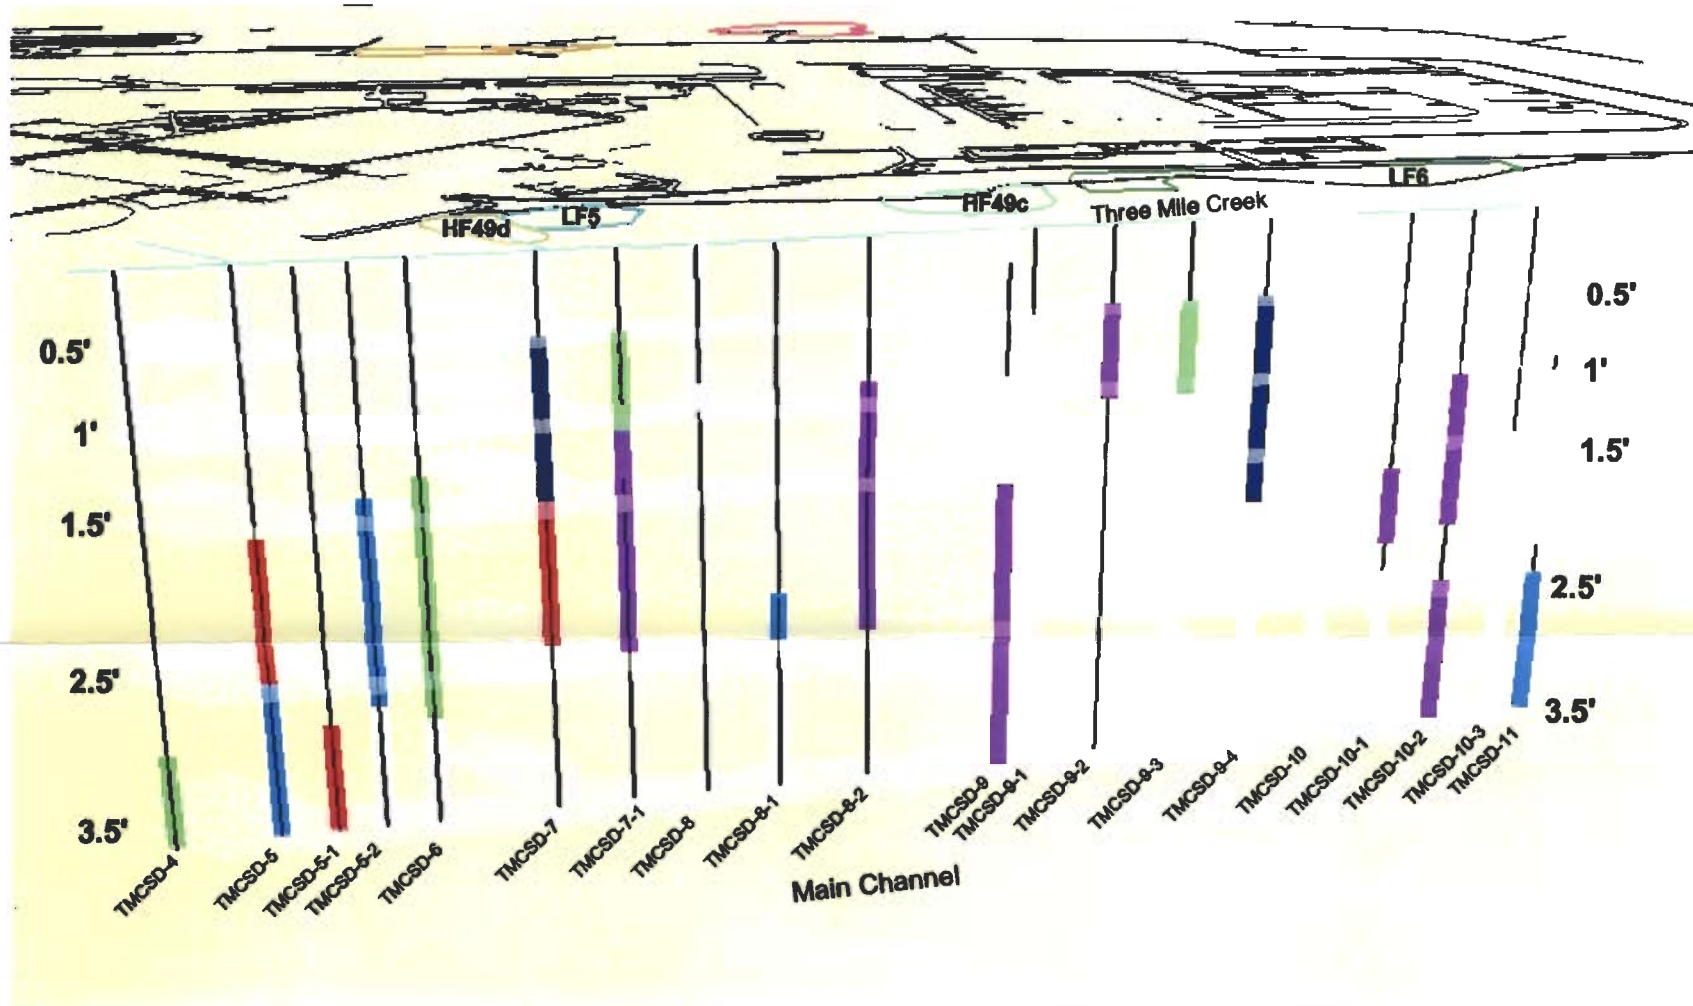 LF6
HF49c
Three Mile Creek
LF5
HF49d
0.5'
1'
1.5'
2.5'
3.5'
0.5'
1'
1.5'
2.5'
3.5'
TMCSD-4
TMCSD-5
TMCSD-5-1
TMCSD-5-2
TMCSD-6
TMCSD-7
TMCSD-7-1
TMCSD-8
TMCSD-8-1
TMCSD-8-2
TMCSD-9
TMCSD-9-1
TMCSD-9-2
TMCSD-9-3
TMCSD-9-4
TMCSD-10
TMCSD-10-1
TMCSD-10-2
TMCSD-10-3
TMCSD-11
Main Channel